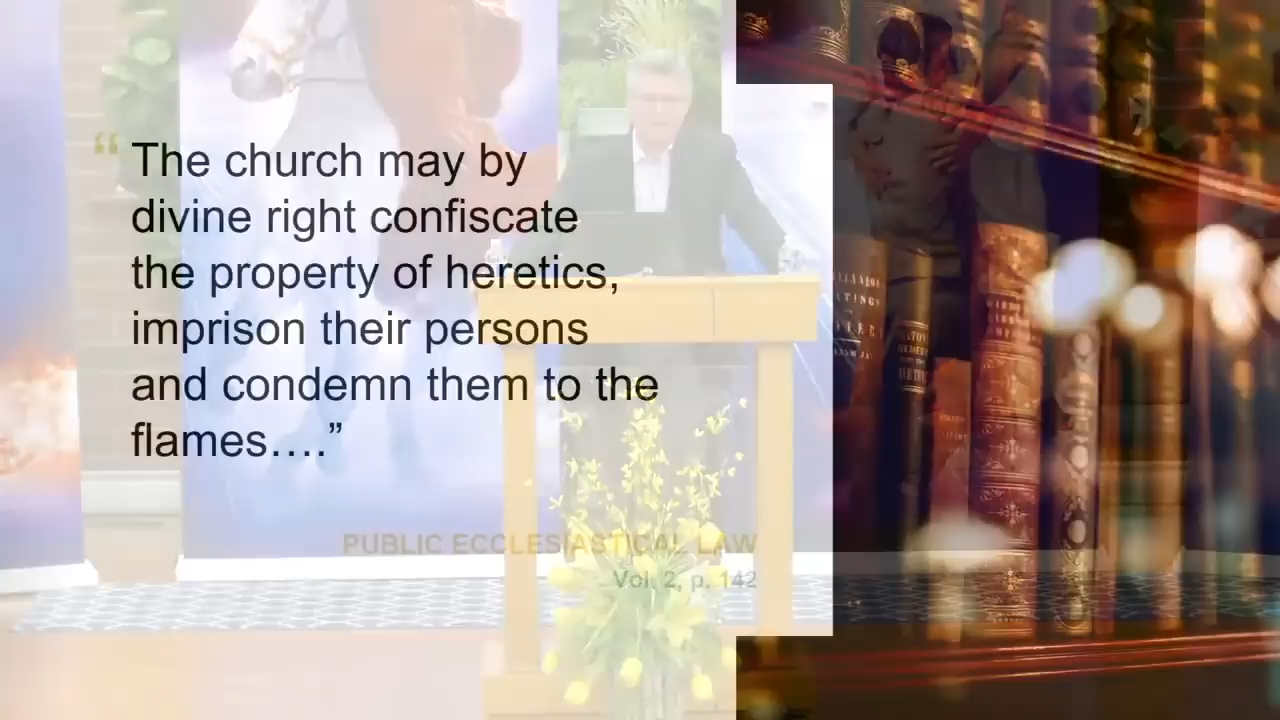 “The church may by
divine right confiscate
the property of heretics,
imprison their persons
and condemn them to the
flames….”
PUBLIC ECCLESIASTICAL LAW
Vol. 2, p. 142